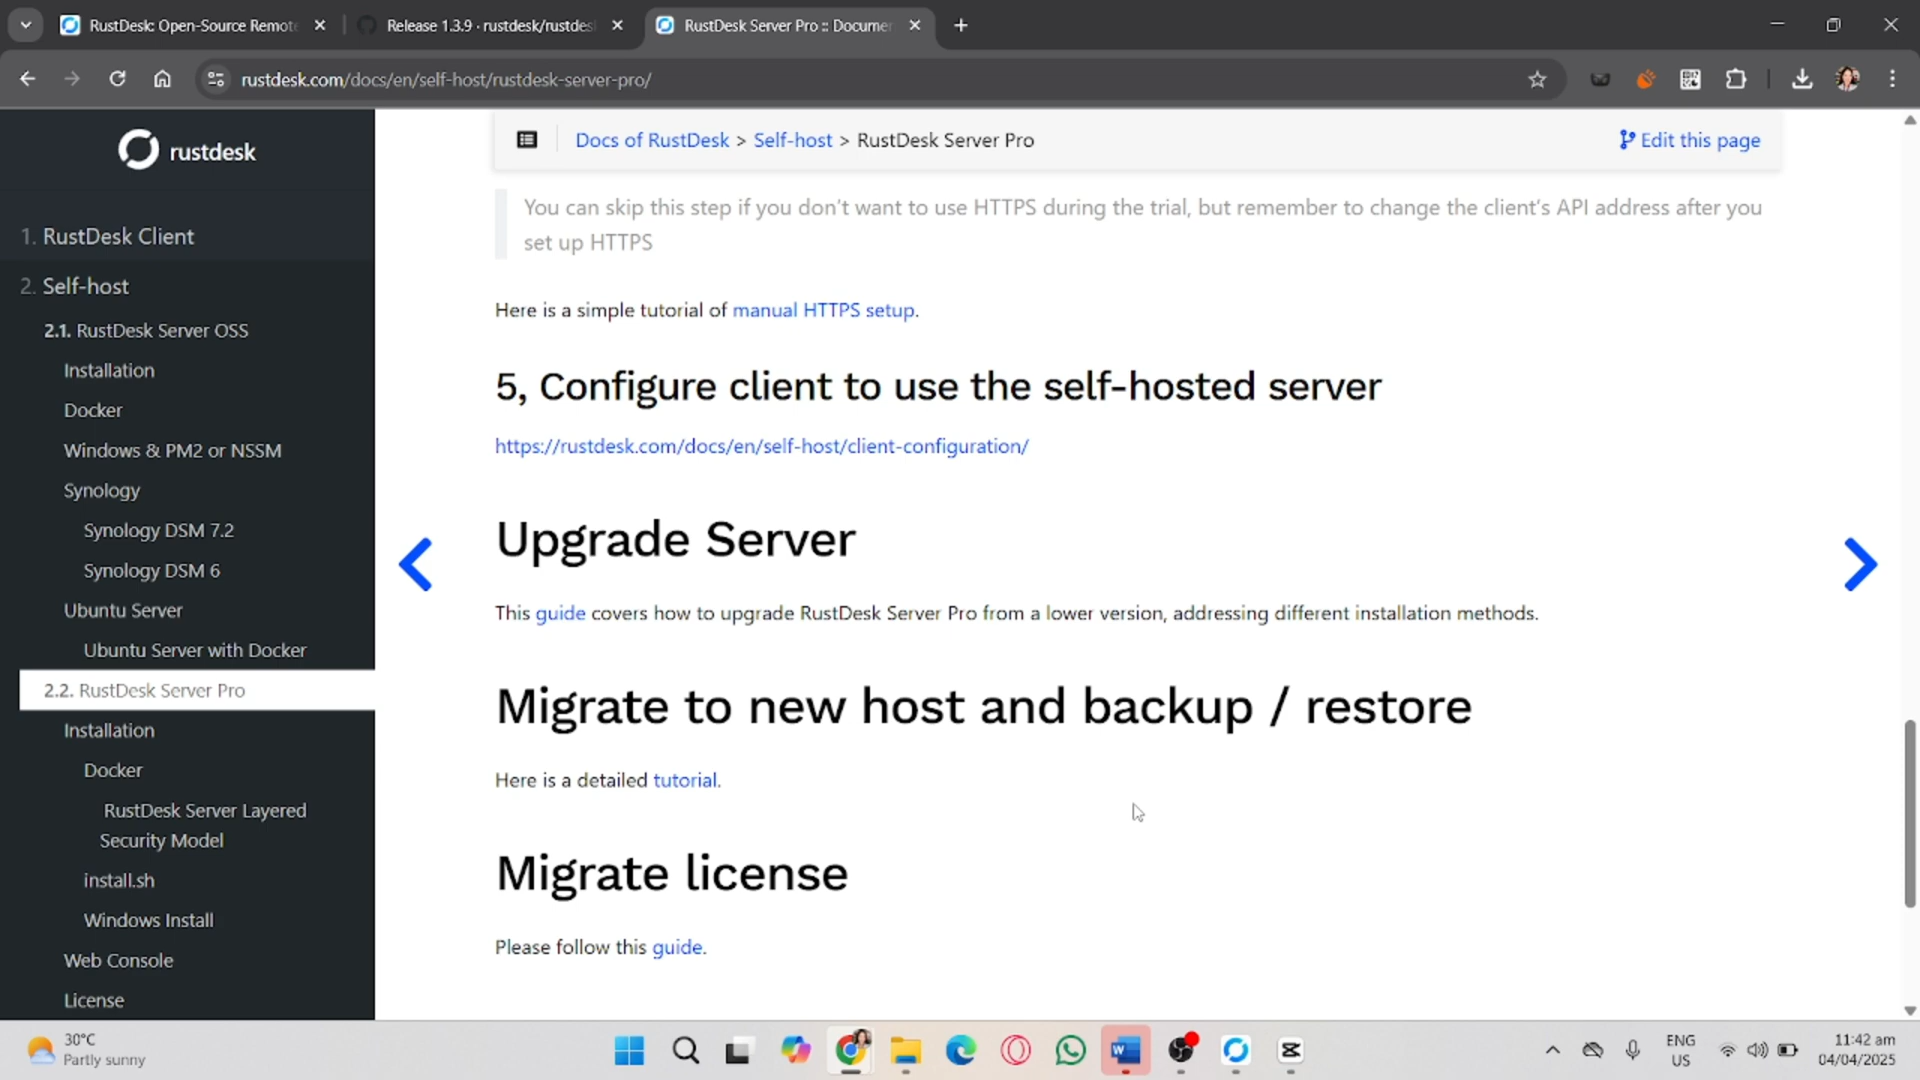 RustDesk: Open-Source Remote
Release 1.3.9 · rustdesk/rustdes
RustDesk Server Pro :: Documen
rustdesk.com/docs/en/self-host/rustdesk-server-pro/
rustdesk
1. RustDesk Client
2. Self-host
2.1. RustDesk Server OSS
Installation
Docker
Windows & PM2 or NSSM
Synology
Synology DSM 7.2
Synology DSM 6
Ubuntu Server
Ubuntu Server with Docker
2.2. RustDesk Server Pro
Installation
Docker
RustDesk Server Layered
Security Model
install.sh
Windows Install
Web Console
License
Docs of RustDesk > Self-host > RustDesk Server Pro
Edit this page
You can skip this step if you don't want to use HTTPS during the trial, but remember to change the client's API address after you
set up HTTPS
Here is a simple tutorial of manual HTTPS setup.
5, Configure client to use the self-hosted server
https://rustdesk.com/docs/en/self-host/client-configuration/
Upgrade Server
This guide covers how to upgrade RustDesk Server Pro from a lower version, addressing different installation methods.
Migrate to new host and backup / restore
Here is a detailed tutorial.
Migrate license
Please follow this guide.
30°C
Partly sunny
ENG
US
11:42 am
04/04/2025